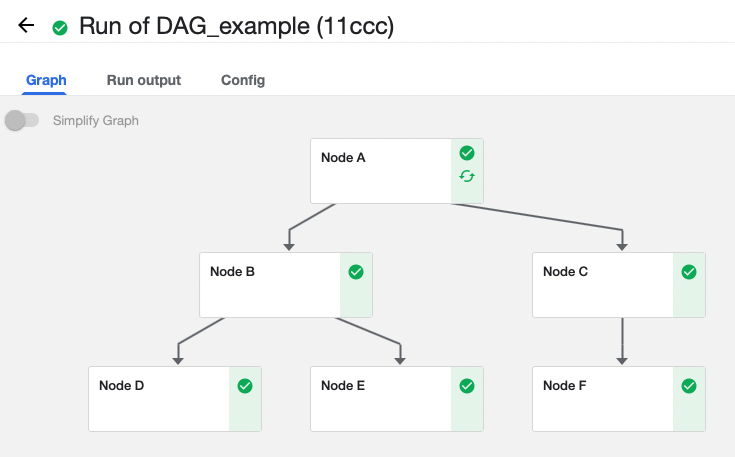 Run of DAG_example (11ccc)
Graph Run output Config
Simplify Graph
Node A
Node B
Node C
Node D
Node E
Node F